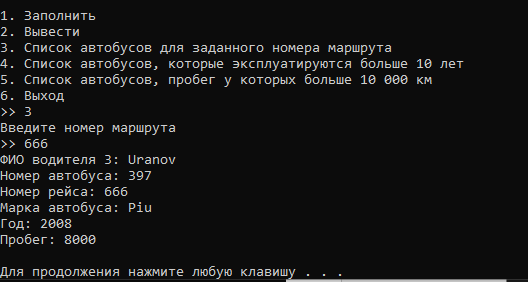 1. Заполнить
2. Вывести
3. Список автобусов для заданного номера маршрута
4. Список автобусов, которые эксплуатируются больше 10 лет
5. Список автобусов, пробег у которых больше 10 000 км
6. Выход
>> 3
Введите номер маршрута
>> 666
ФИО водителя 3: Uranov
Номер автобуса: 397
Номер рейса: 666
Марка автобуса: Piu
Год: 2008
Пробег: 8000
Для продолжения нажмите любую клавишу . . .